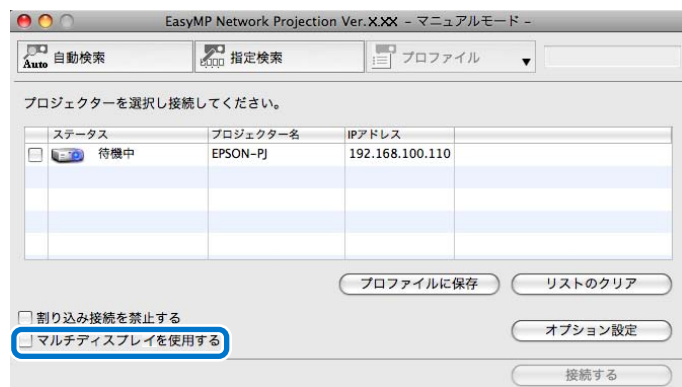 EasyMP Network Projection Ver.X.XX – マニュアルモード –
Auto 自動検索 指定検索 プロファイル ▼
プロジェクターを選択し接続してください。
ステータス プロジェクター名 IPアドレス
待機中 EPSON-PJ 192.168.100.110
プロファイルに保存 リストのクリア
割り込み接続を禁止する
マルチディスプレイを使用する オプション設定
接続する